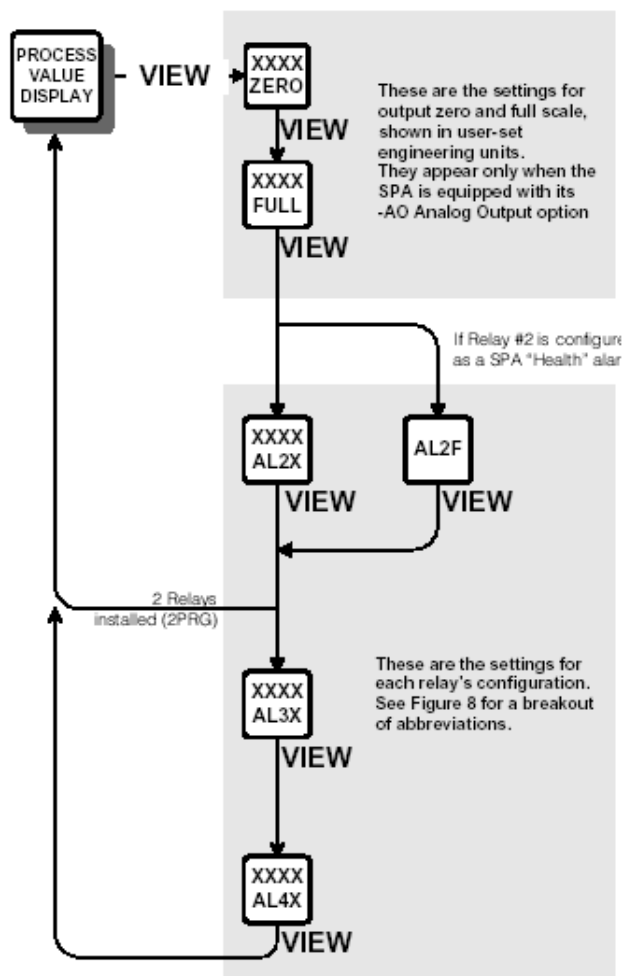 PROCESS
VALUE
DISPLAY
VIEW
XXXX
ZERO
VIEW
XXXX
FULL
VIEW
These are the settings for
output zero and full scale,
shown in user-set
engineering units.
They appear only when the
SPA is equipped with its
-AO Analog Output option
If Relay #2 is configure
as a SPA "Health" alar
XXXX
AL2X
VIEW
AL2F
VIEW
2 Relays
installed (2PRG)
XXXX
AL3X
VIEW
These are the settings for
each relay's configuration.
See Figure 8 for a breakout
of abbreviations.
XXXX
AL4X
VIEW